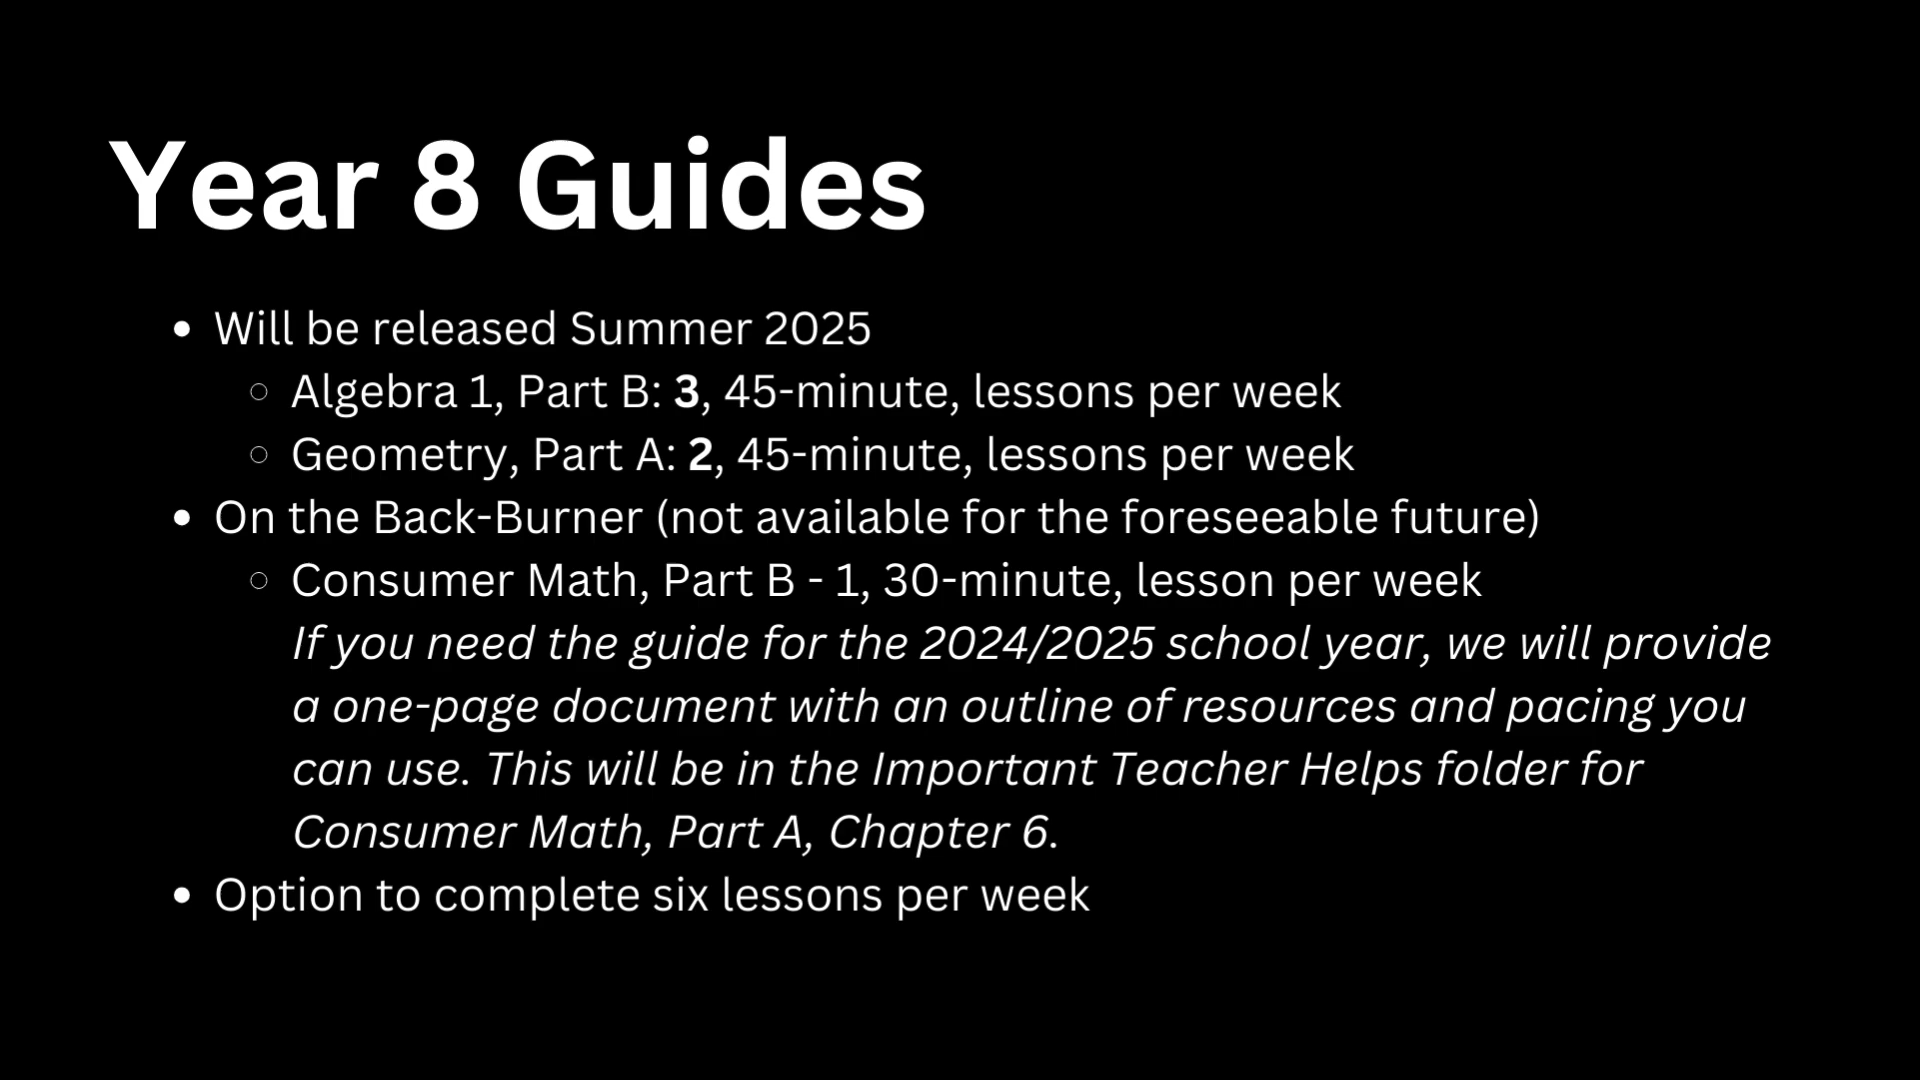 Year 8 Guides
• Will be released Summer 2025
○ Algebra 1, Part B: 3, 45-minute, lessons per week
○ Geometry, Part A: 2, 45-minute, lessons per week
• On the Back-Burner (not available for the foreseeable future)
○ Consumer Math, Part B - 1, 30-minute, lesson per week
If you need the guide for the 2024/2025 school year, we will provide
a one-page document with an outline of resources and pacing you
can use. This will be in the Important Teacher Helps folder for
Consumer Math, Part A, Chapter 6.
• Option to complete six lessons per week